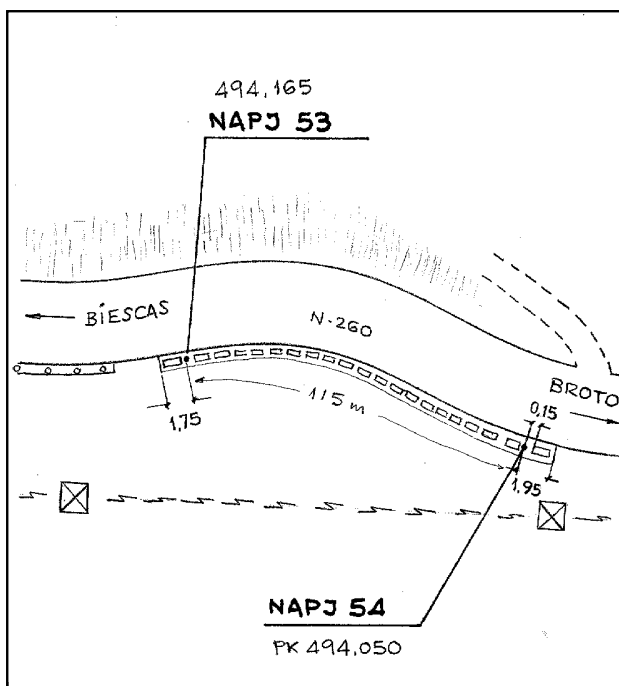 494,165
NAPJ 53
BIESCAS
N-260
BROTO
115 m
0,15
1,75
1,95
NAPJ 54
PK 494,050